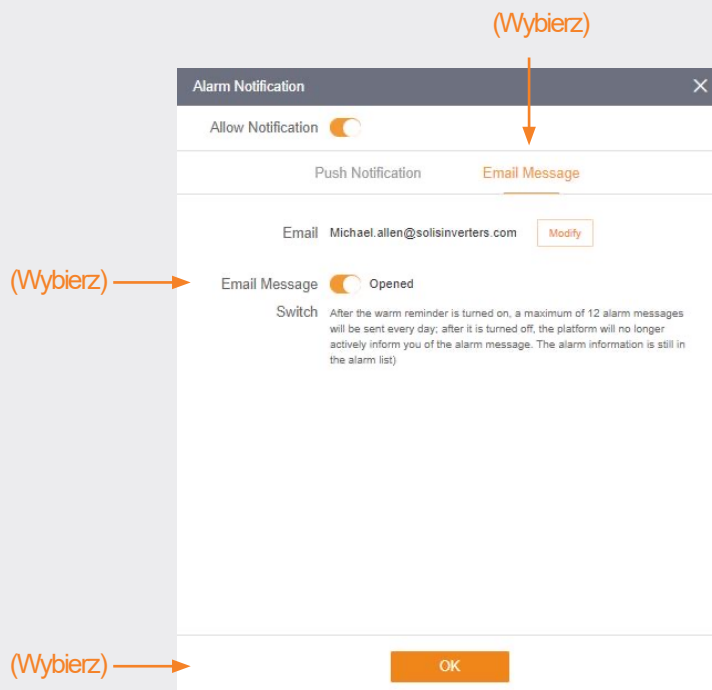 (Wybierz)
Alarm Notification
Allow Notification
Push Notification
Email Message
Email Michael.allen@solisinverters.com Modify
(Wybierz)
Email Message Opened
Switch
After the warm reminder is turned on, a maximum of 12 alarm messages
will be sent every day; after it is turned off, the platform will no longer
actively inform you of the alarm message. The alarm information is still in
the alarm list)
(Wybierz)
OK